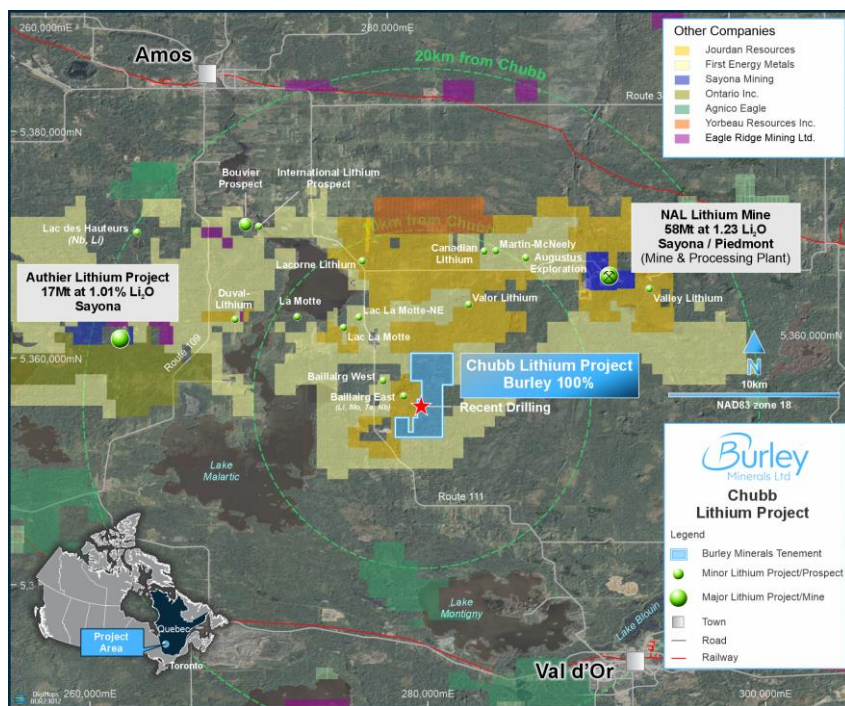 260,000mE
280,000mE
Amos
20km from Chubb
Route 3
5,380,000mN
Other Companies
Jourdan Resources
First Energy Metals
Sayona Mining
Ontario Inc.
Agnico Eagle
Yorbeau Resources Inc.
Eagle Ridge Mining Ltd.
Bouvier
Prospect
International Lithium
Prospect
Lac des Hauteurs
(Nb, Li)
10km from Chubb
Canadian
Lithium
Martin-McNeely
Augustus
Exploration
NAL Lithium Mine
58Mt at 1.23 Li2O
Sayona / Piedmont
(Mine & Processing Plant)
Lacorne Lithium
Authier Lithium Project
17Mt at 1.01% Li2O
Sayona
Duval-
Lithium
La Motte
Lac La Motte-NE
Valor Lithium
Valley Lithium
Lac La Motte
5,360,000mN
5,360,000mN
Route 109
Baillairg West
Chubb Lithium Project
Burley 100%
N
10km
NAD83 zone 18
Baillairg East
(Li, Mo, Ta, Nb)
Recent Drilling
Lake
Malartic
Route 111
Burley
Minerals Ltd
Chubb
Lithium Project
Legend
Burley Minerals Tenement
Minor Lithium Project/Prospect
Major Lithium Project/Mine
Town
Road
Railway
5,3
Lake
Montigny
Lake Blouin
Quebec
Project
Area
Toronto
Val d'Or
DigiMaps
260,000mE
280,000mE
300,000mE